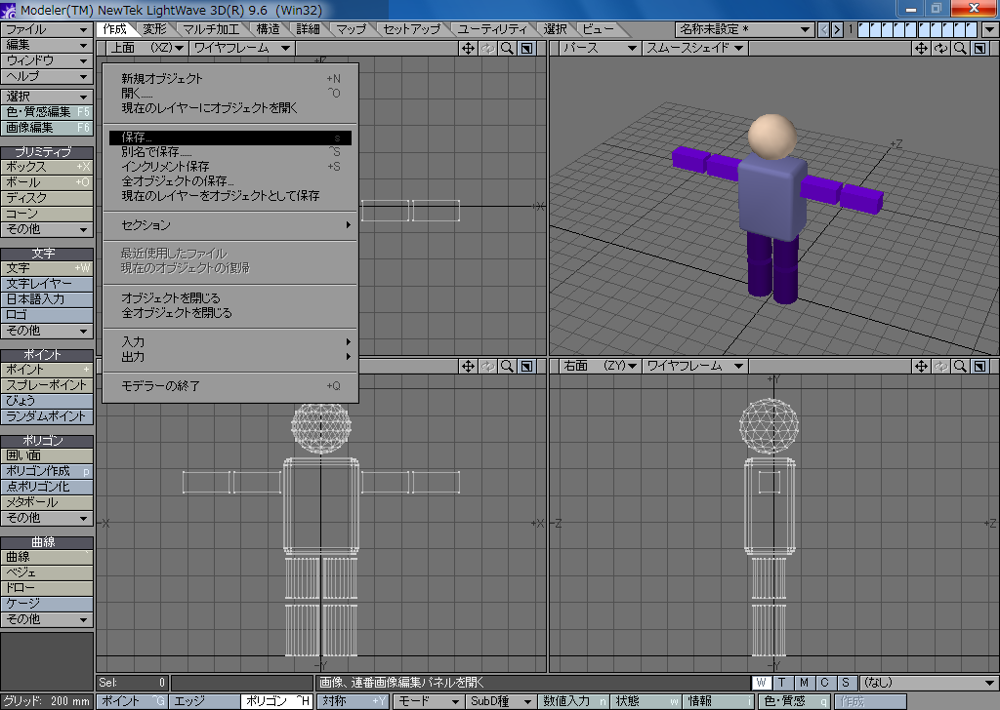 Modeler(TM) NewTek LightWave 3D(R) 9.6 (Win32)
ファイル
編集
ウィンドウ
ヘルプ
選択
色・質感編集 F5
画像編集 F6
プリミティブ
ボックス +X
ボール +O
ディスク
コーン
その他
文字
文字 +W
文字レイヤー
日本語入力
ロゴ
その他
ポイント
ポイント +
スプレーポイント
びょう
ランダムポイント
ポリゴン
囲い面
ポリゴン作成 p
点ポリゴン化
メタボール
その他
曲線
曲線
ベジェ
ドロー
ケージ
その他
作成 変形 マルチ加工 構造 詳細 マップ セットアップ ユーティリティ 選択 ビュー
名称未設定 * < > 1
上面 (XZ) ワイヤフレーム
パース スムースシェイド
新規オブジェクト +N
開く..... ^O
現在のレイヤーにオブジェクトを開く
保存... s
別名で保存..... ^S
インクリメント保存 +S
全オブジェクトの保存...
現在のレイヤーをオブジェクトとして保存
セクション
最近使用したファイル
現在のオブジェクトの復帰
オブジェクトを閉じる
全オブジェクトを閉じる
入力
出力
モデラーの終了 +Q
+X
+Z
右面 (ZY) ワイヤフレーム
-X
+X
-Y
+Y
-Z
+Z
-Y
Sel: 0
画像、連番画像編集パネルを開く
W T M C S (なし)
グリッド: 200 mm
ポイント ^G エッジ ポリゴン ^H 対称 +Y モード SubD種 数値入力 n 状態 w 情報 i 色・質感 q 作成